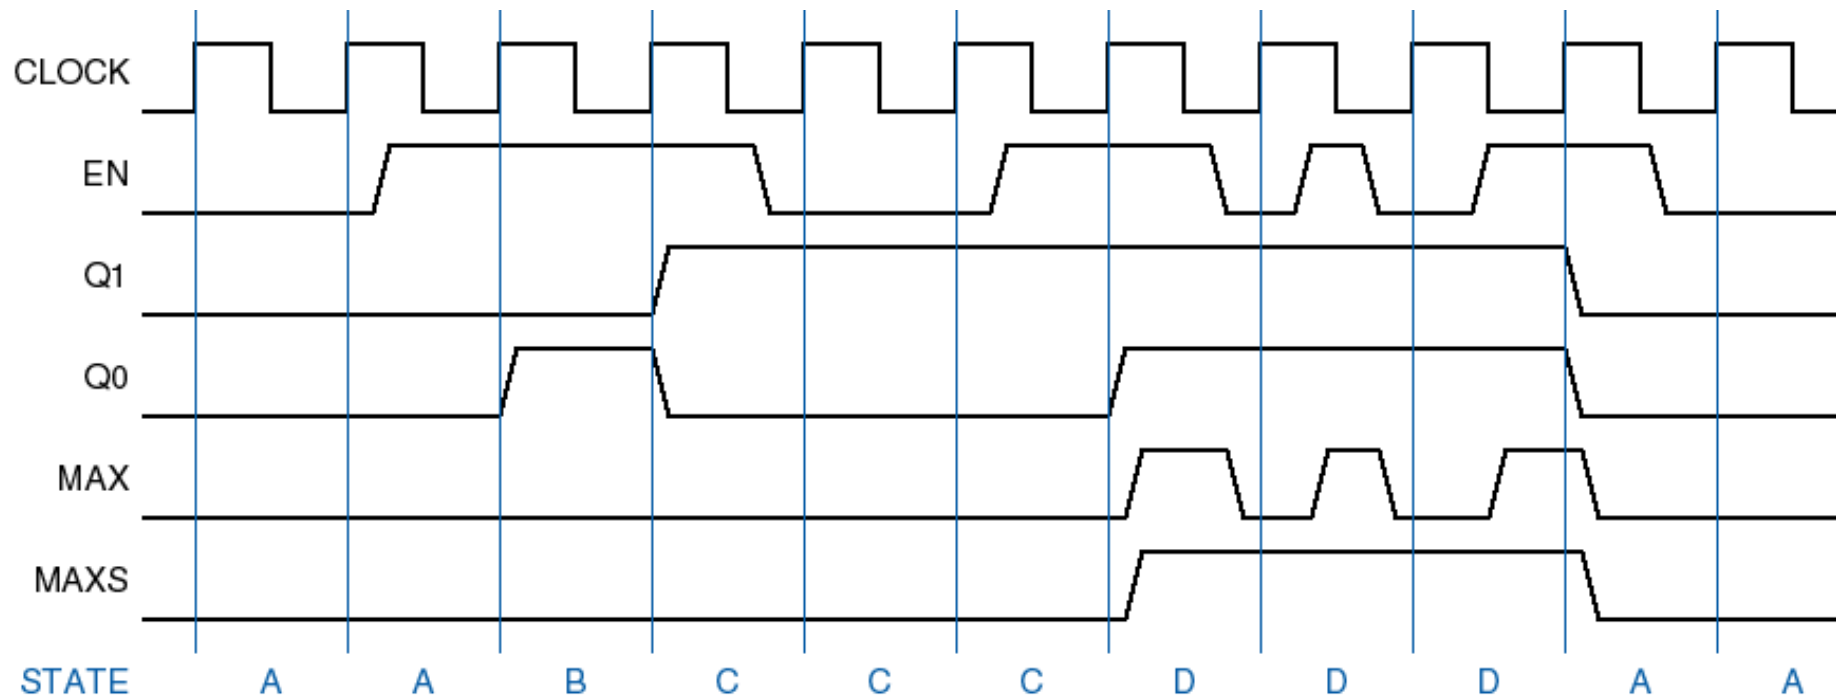 CLOCK
EN
Q1
Q0
MAX
MAXS
STATE A A B C C C D D D A A